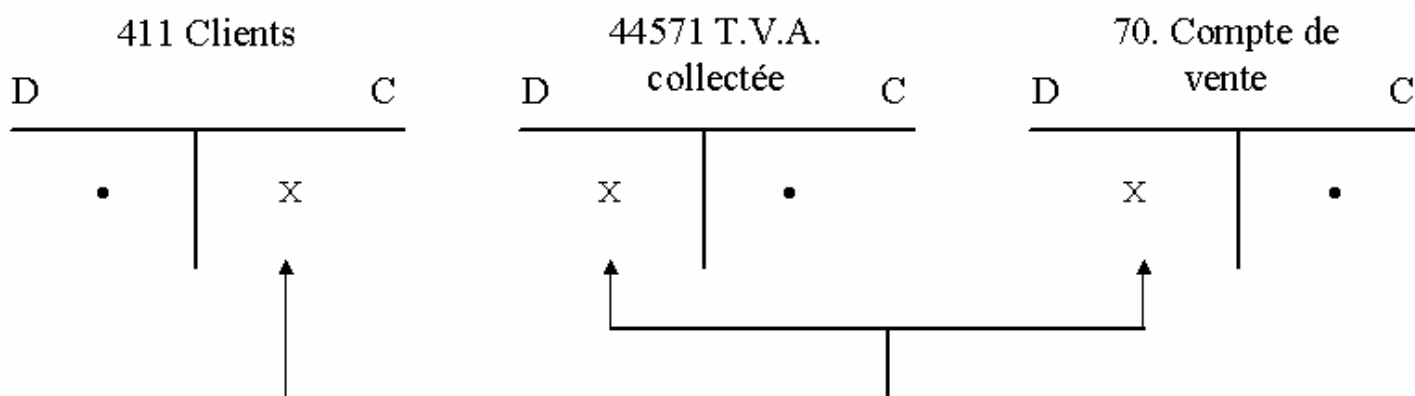 411 Clients
44571 T.V.A.
collectée
70. Compte de
vente
D C D C D C
X X X